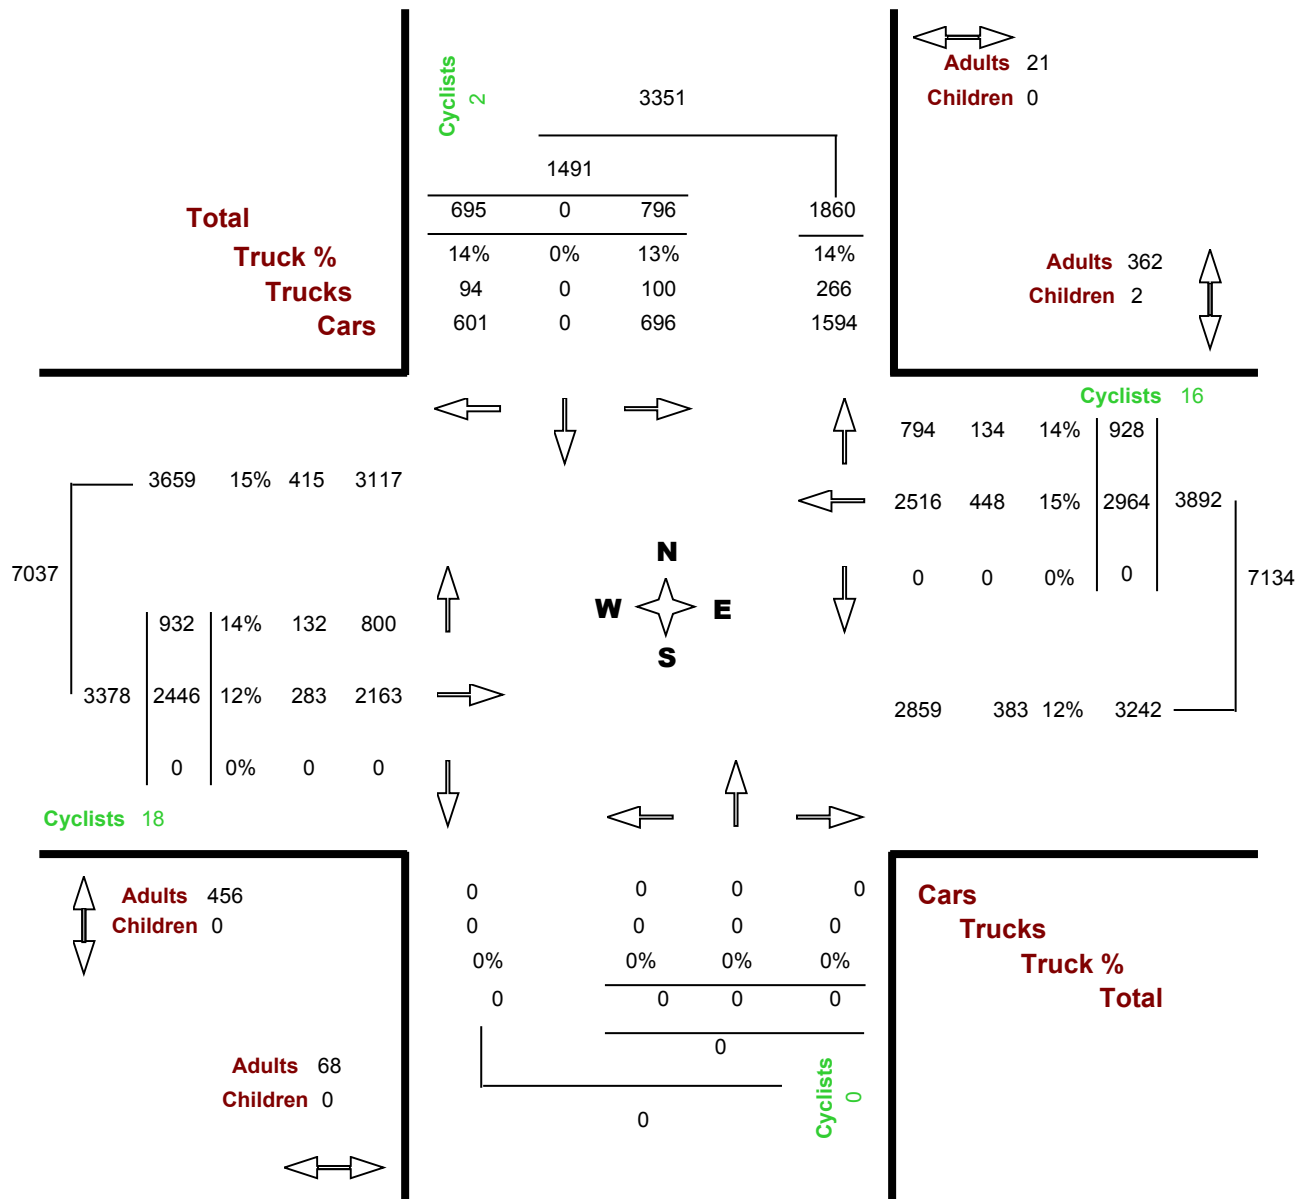 Cyclists 2
3351
Adults 21
Children 0
1491
Total 695 0 796 1860
Truck % 14% 0% 13% 14%
Trucks 94 0 100 266
Cars 601 0 696 1594
Adults 362
Children 2
Cyclists 16
794 134 14% 928
3659 15% 415 3117
2516 448 15% 2964 3892
N
7037
0 0 0% 0 7134
W E
932 14% 132 800
S
3378 2446 12% 283 2163
2859 383 12% 3242
0 0% 0 0
Cyclists 18
Adults 456
Children 0
0 0 0 0 Cars
0 0 0 0 Trucks
0% 0% 0% 0% Truck %
0 0 0 0 Total
0
Adults 68
Children 0
0
Cyclists 0